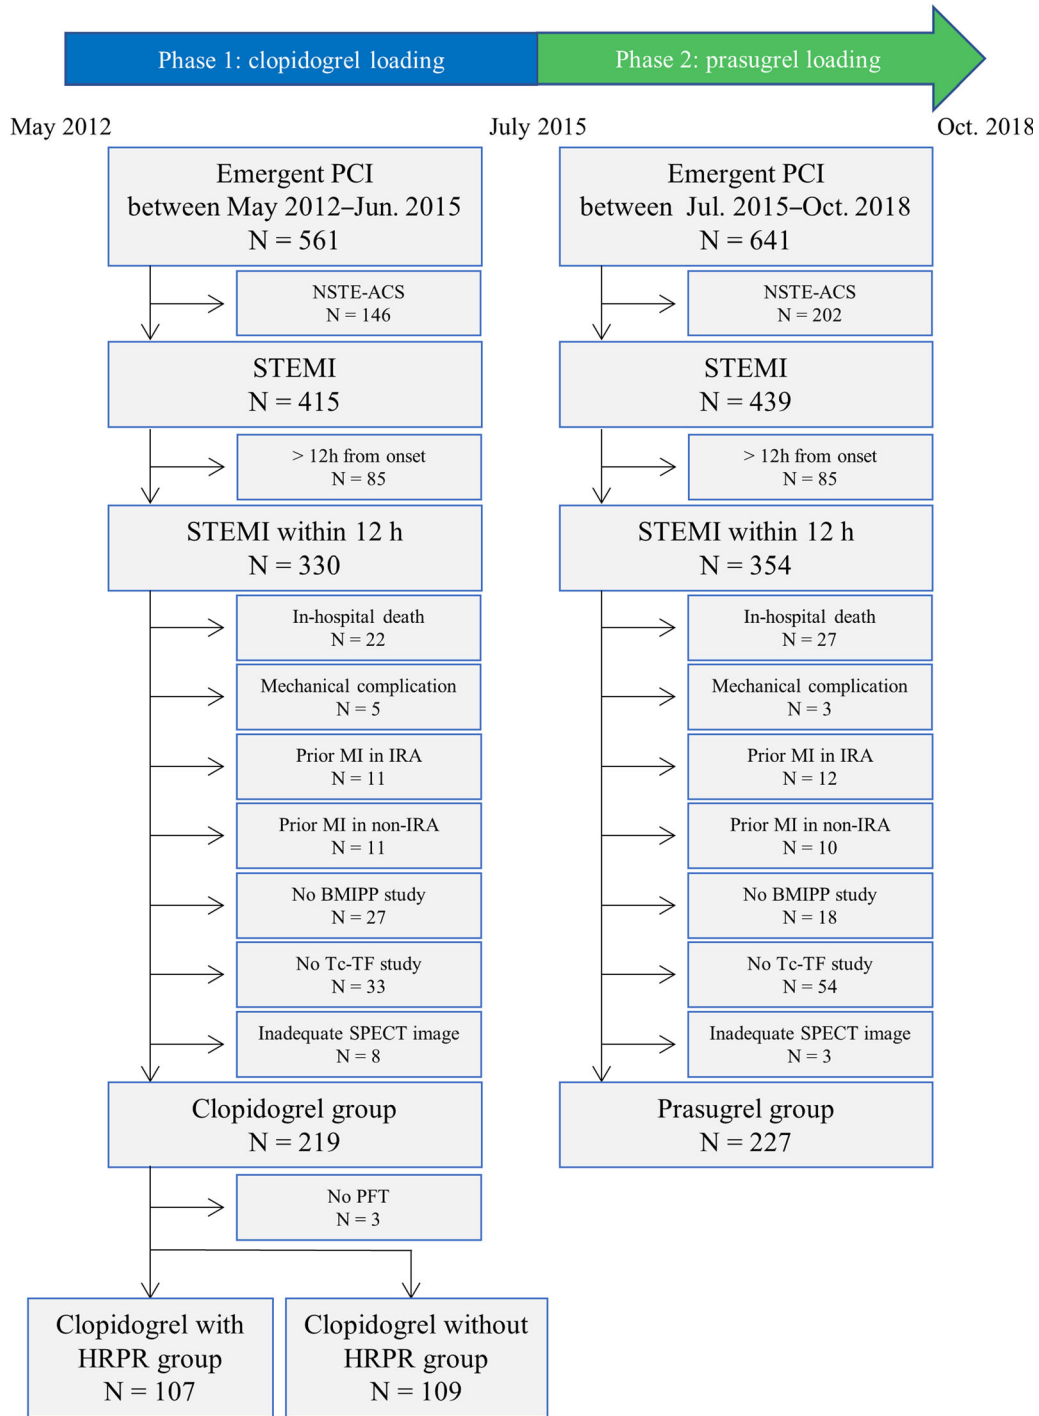 Phase 1: clopidogrel loading
Phase 2: prasugrel loading
May 2012
July 2015
Oct. 2018
Emergent PCI
between May 2012–Jun. 2015
N = 561
NSTE-ACS
N = 146
STEMI
N = 415
> 12h from onset
N = 85
STEMI within 12 h
N = 330
In-hospital death
N = 22
Mechanical complication
N = 5
Prior MI in IRA
N = 11
Prior MI in non-IRA
N = 11
No BMIPP study
N = 27
No Tc-TF study
N = 33
Inadequate SPECT image
N = 8
Clopidogrel group
N = 219
No PFT
N = 3
Clopidogrel with
HRPR group
N = 107
Clopidogrel without
HRPR group
N = 109
Emergent PCI
between Jul. 2015–Oct. 2018
N = 641
NSTE-ACS
N = 202
STEMI
N = 439
> 12h from onset
N = 85
STEMI within 12 h
N = 354
In-hospital death
N = 27
Mechanical complication
N = 3
Prior MI in IRA
N = 12
Prior MI in non-IRA
N = 10
No BMIPP study
N = 18
No Tc-TF study
N = 54
Inadequate SPECT image
N = 3
Prasugrel group
N = 227